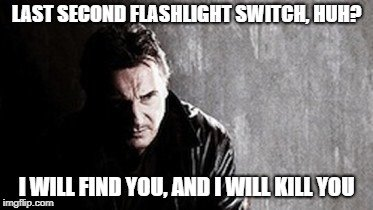 LAST SECOND FLASHLIGHT SWITCH, HUH?
I WILL FIND YOU, AND I WILL KILL YOU
imgflip.com